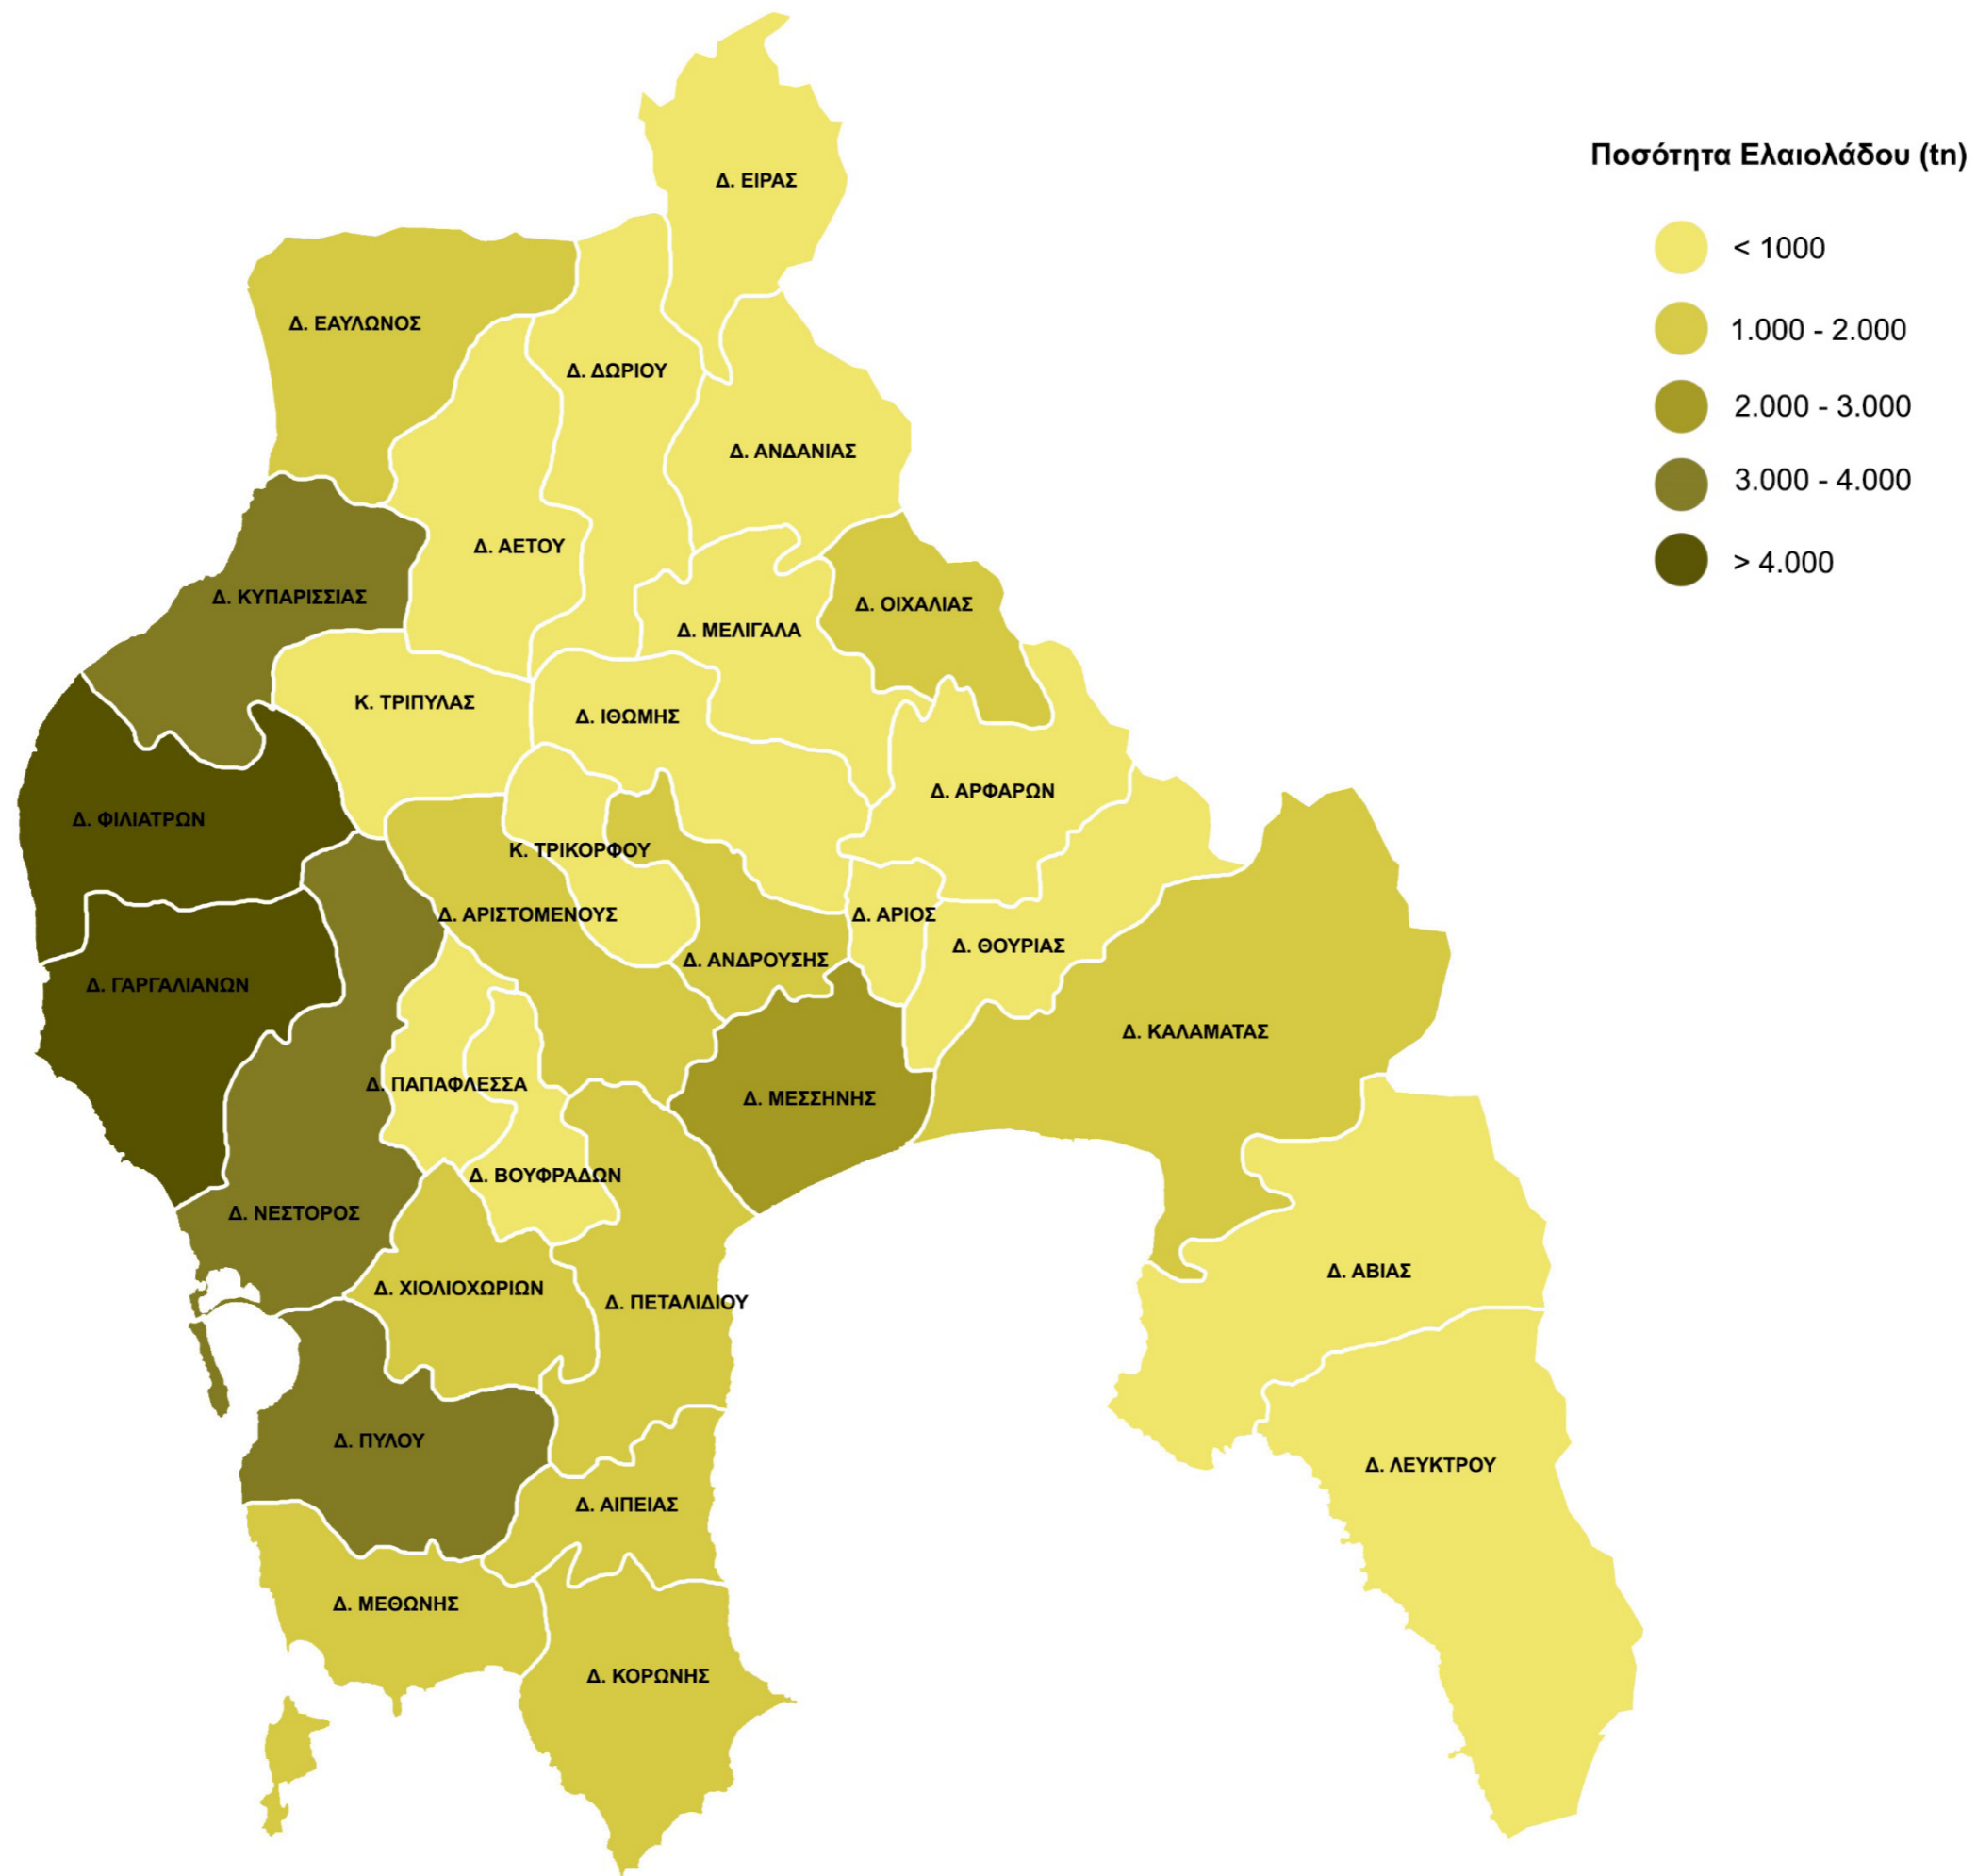 Ποσότητα Ελαιολάδου (tn)
< 1000
1.000 - 2.000
2.000 - 3.000
3.000 - 4.000
> 4.000
Δ. ΕΙΡΑΣ
Δ. ΕΑΥΛΩΝΟΣ
Δ. ΔΩΡΙΟΥ
Δ. ΑΝΔΑΝΙΑΣ
Δ. ΑΕΤΟΥ
Δ. ΚΥΠΑΡΙΣΣΙΑΣ
Δ. ΟΙΧΑΛΙΑΣ
Δ. ΜΕΛΙΓΑΛΑ
Κ. ΤΡΙΠΥΛΑΣ
Δ. ΙΘΩΜΗΣ
Δ. ΑΡΦΑΡΩΝ
Δ. ΦΙΛΙΑΤΡΩΝ
Κ. ΤΡΙΚΟΡΦΟΥ
Δ. ΑΡΙΣΤΟΜΕΝΟΥΣ
Δ. ΑΡΙΟΣ
Δ. ΘΟΥΡΙΑΣ
Δ. ΑΝΔΡΟΥΣΗΣ
Δ. ΓΑΡΓΑΛΙΑΝΩΝ
Δ. ΚΑΛΑΜΑΤΑΣ
Δ. ΠΑΠΑΦΛΕΣΣΑ
Δ. ΜΕΣΣΗΝΗΣ
Δ. ΒΟΥΦΡΑΔΩΝ
Δ. ΝΕΣΤΟΡΟΣ
Δ. ΑΒΙΑΣ
Δ. ΧΙΟΛΙΟΧΩΡΙΩΝ
Δ. ΠΕΤΑΛΙΔΙΟΥ
Δ. ΠΥΛΟΥ
Δ. ΛΕΥΚΤΡΟΥ
Δ. ΑΙΠΕΙΑΣ
Δ. ΜΕΘΩΝΗΣ
Δ. ΚΟΡΩΝΗΣ